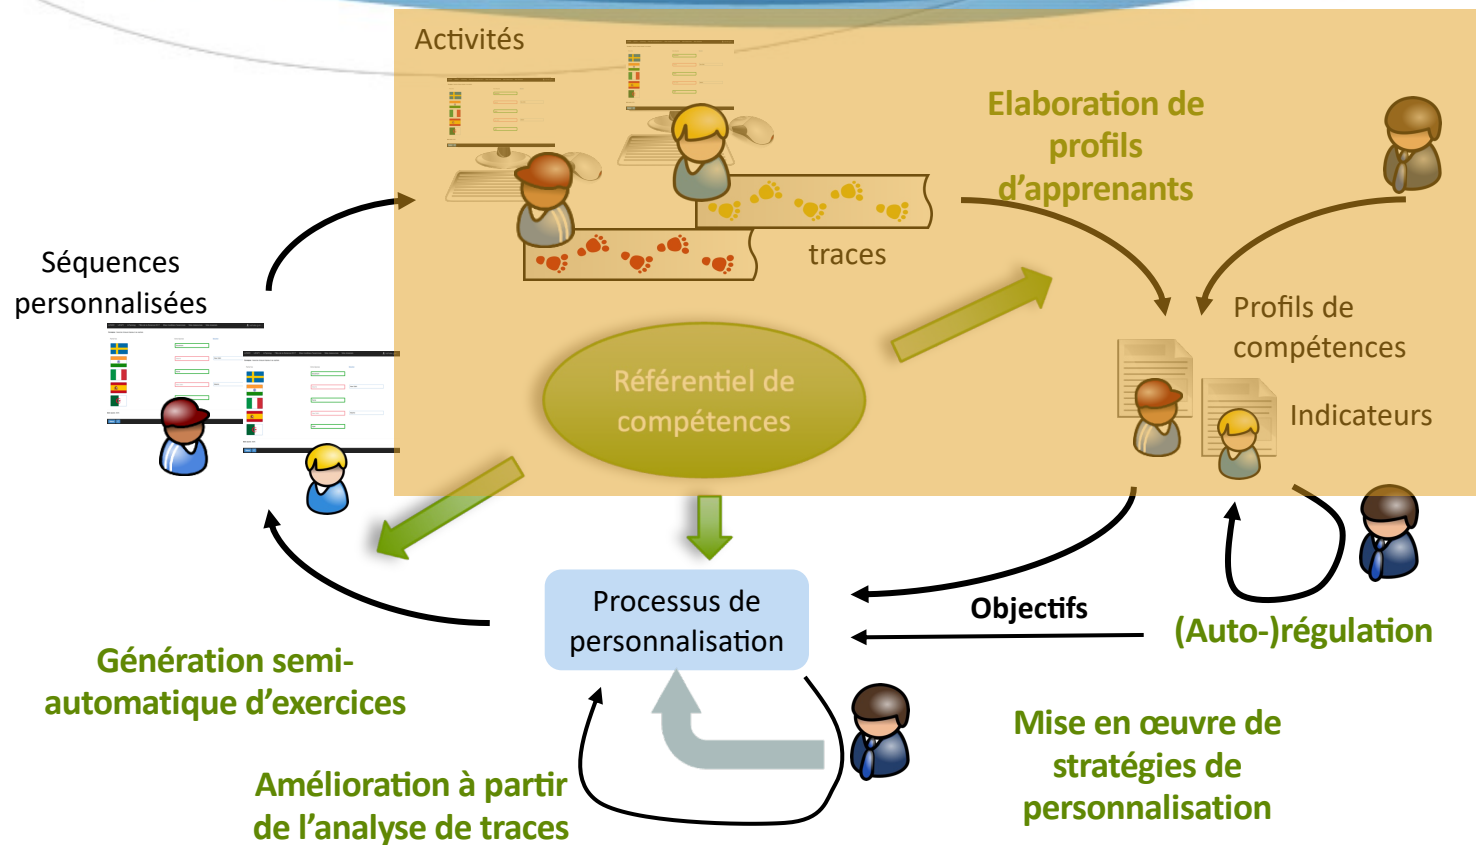 Activités
Elaboration de
profils
d’apprenants
traces
Séquences
personnalisées
Profils de
compétences
Indicateurs
Référentiel de
compétences
Processus de
personnalisation
Objectifs
(Auto-)régulation
Génération semi-
automatique d’exercices
Mise en œuvre de
stratégies de
personnalisation
Amélioration à partir
de l’analyse de traces